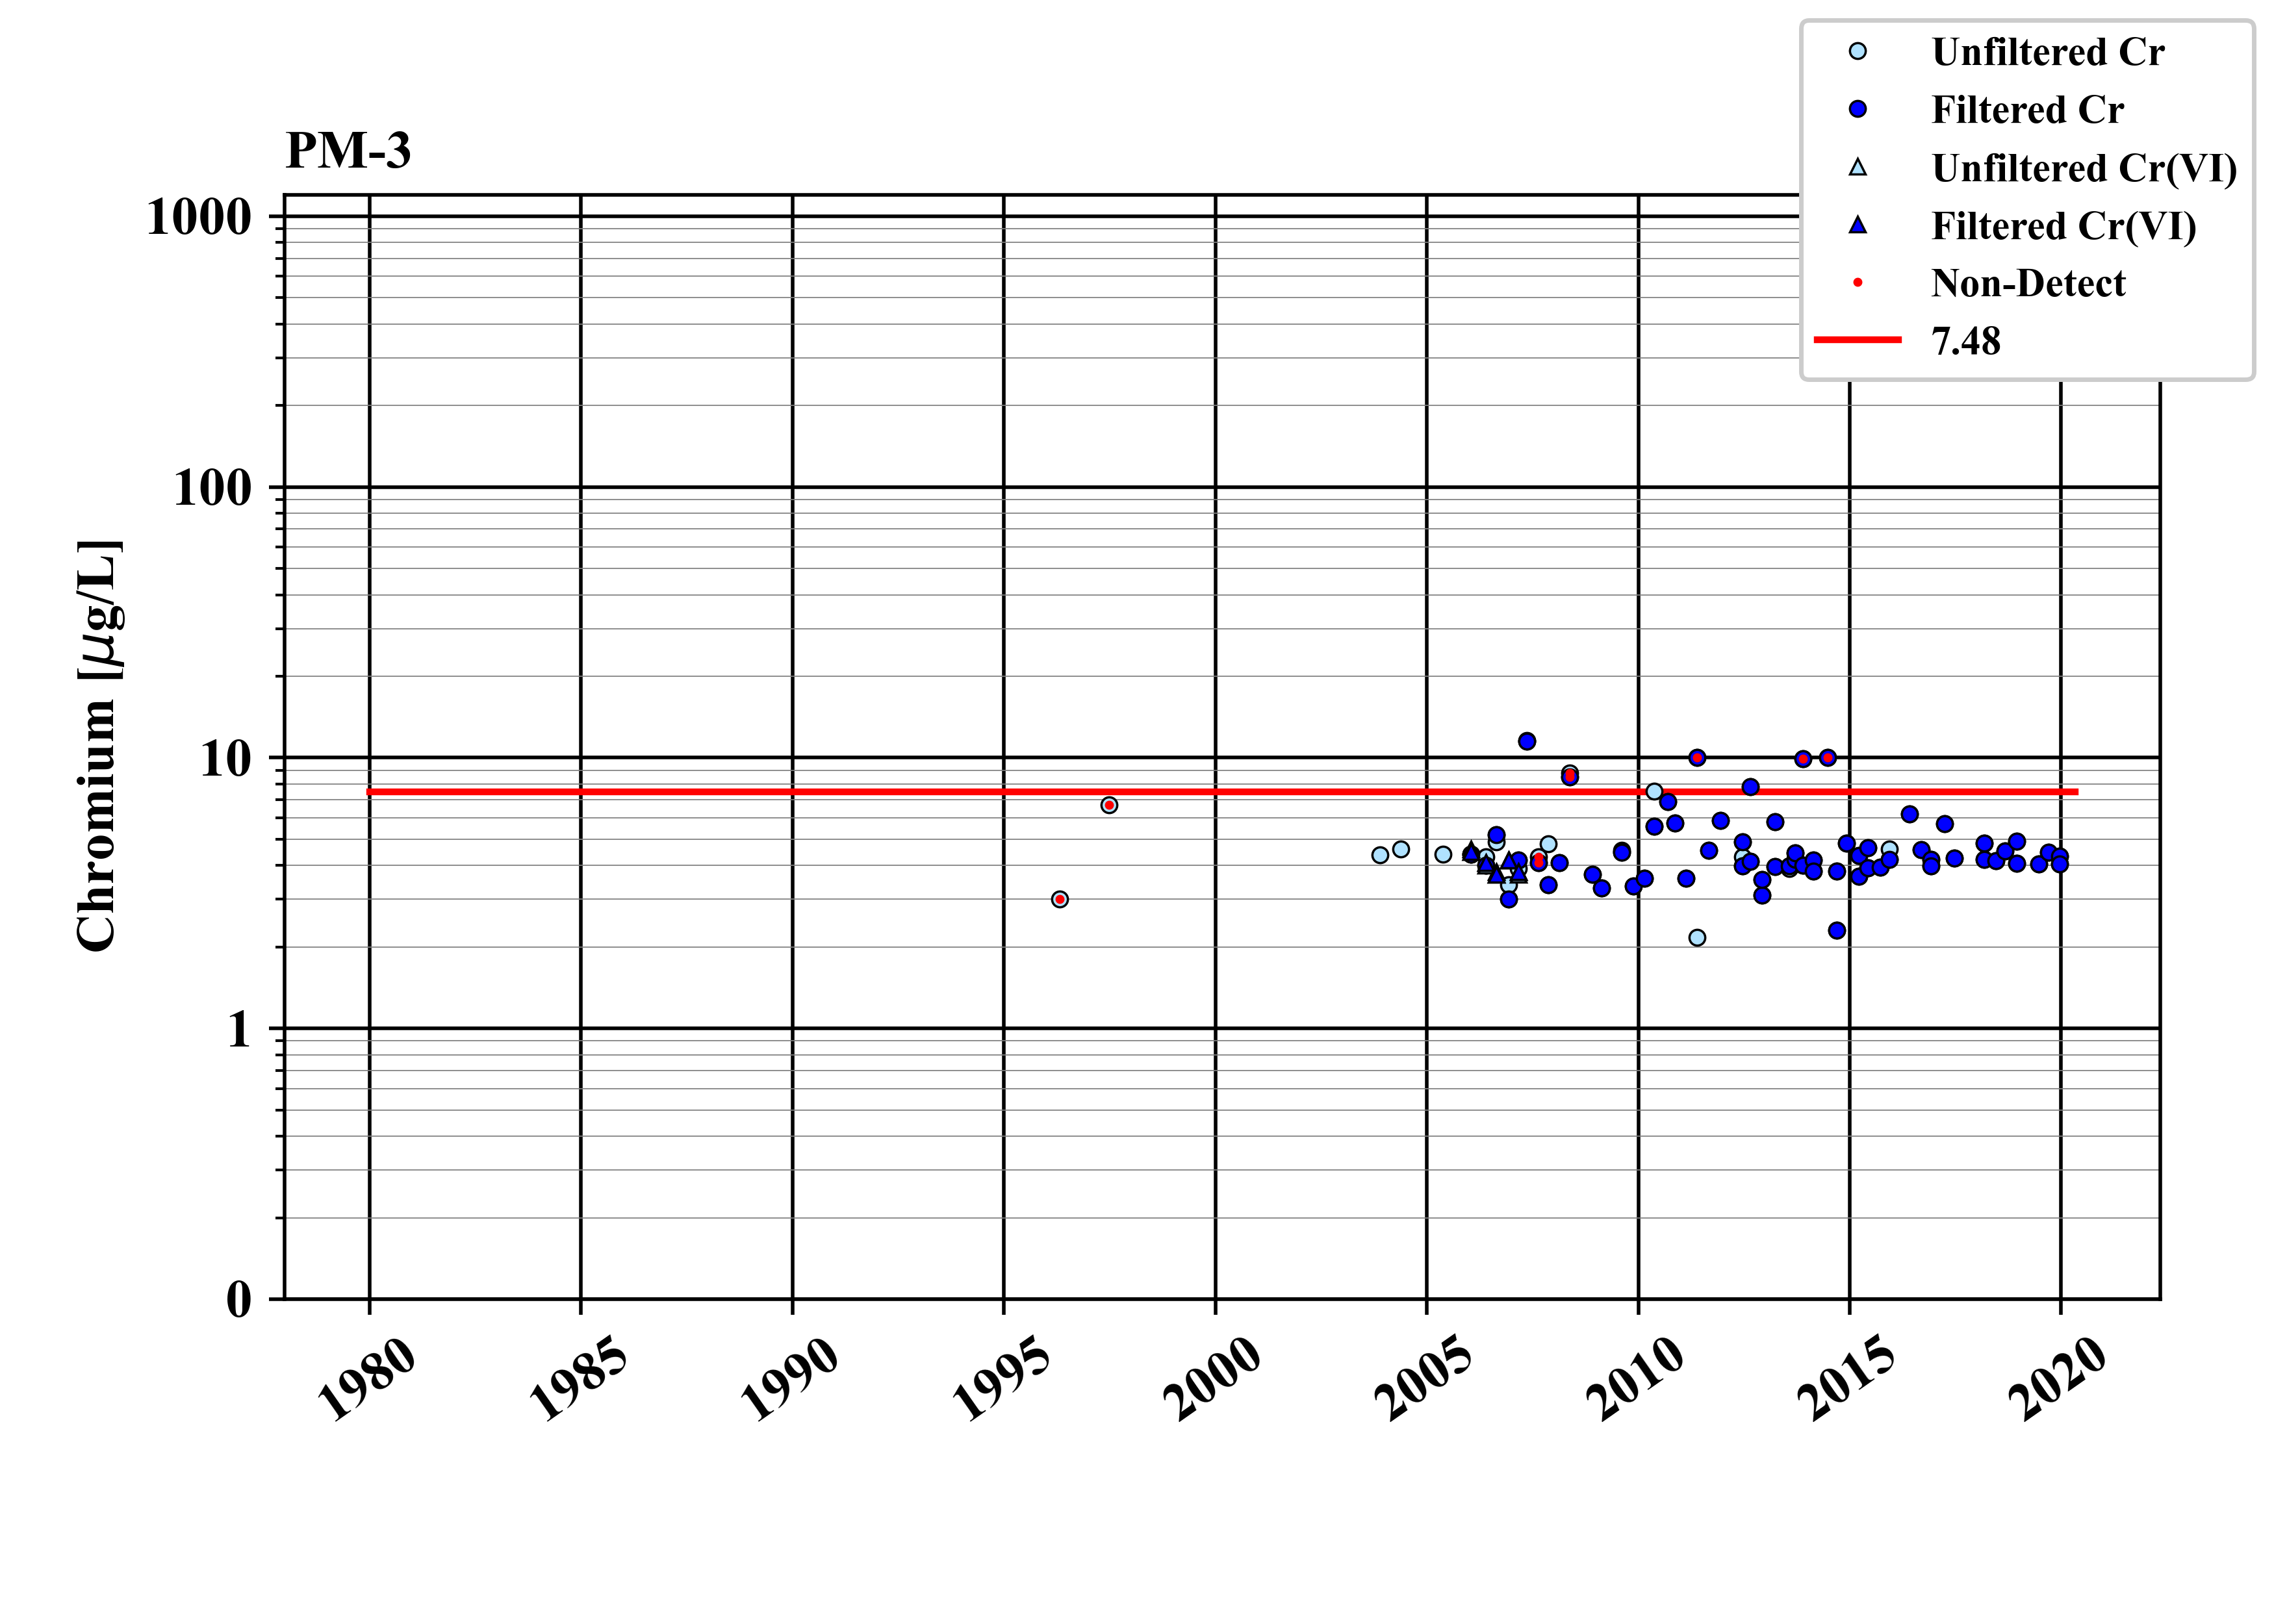 PM-3
Unfiltered Cr
Filtered Cr
Unfiltered Cr(VI)
Filtered Cr(VI)
Non-Detect
7.48
Chromium [μg/L]
1000
100
10
1
0
1980
1985
1990
1995
2000
2005
2010
2015
2020